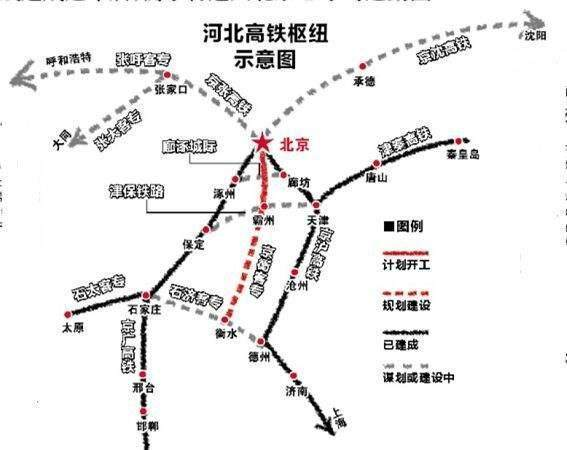 河北高铁枢纽
示意图
呼和浩特
张呼客专
张家口
京张高铁
承德
京沈高铁
沈阳
大同
张大客专
北京
廊涿城际
津秦高铁
秦皇岛
唐山
涿州
廊坊
津保铁路
霸州
天津
保定
京沪高铁
京衡客专
沧州
石太客专
石家庄
石济客专
太原
衡水
德州
京广高铁
邢台
济南
邯郸
上海
■图例
计划开工
规划建设
已建成
谋划或建设中